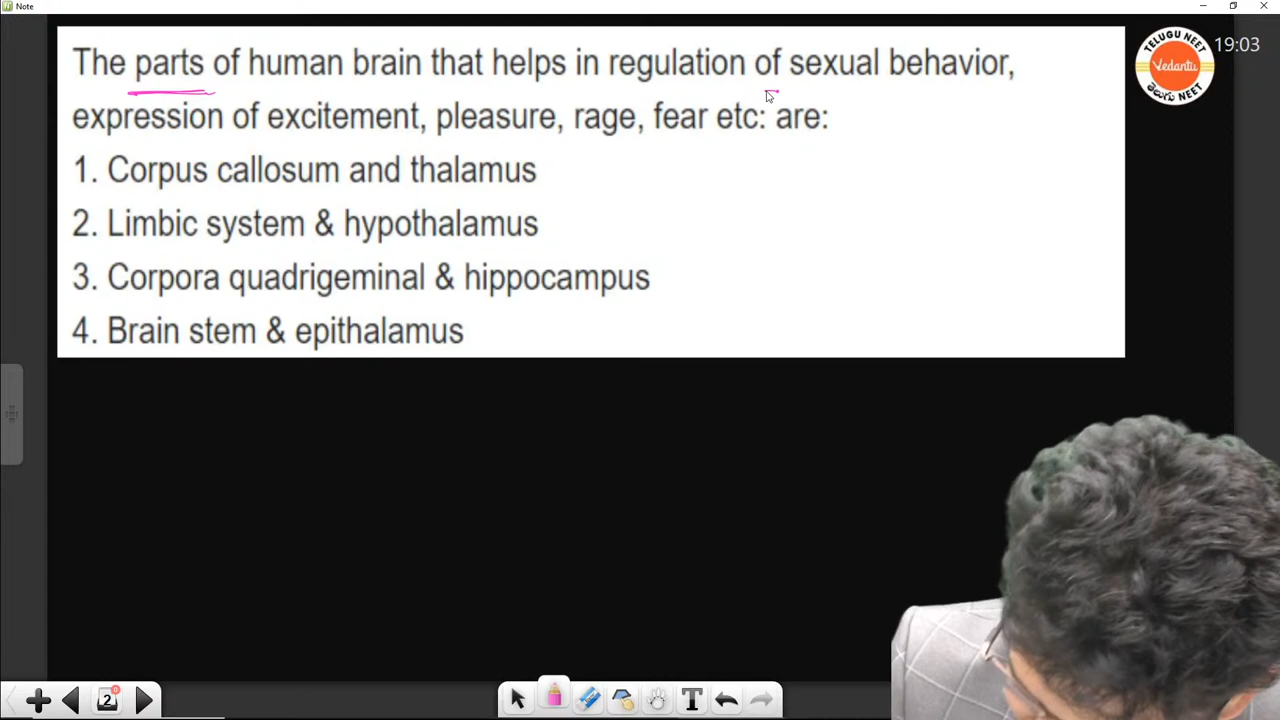 Note
The parts of human brain that helps in regulation of sexual behavior,
expression of excitement, pleasure, rage, fear etc: are:
1. Corpus callosum and thalamus
2. Limbic system & hypothalamus
3. Corpora quadrigeminal & hippocampus
4. Brain stem & epithalamus
TELUGU NEET
Vedantu
తెలుగు NEET
19:03
2
0
T